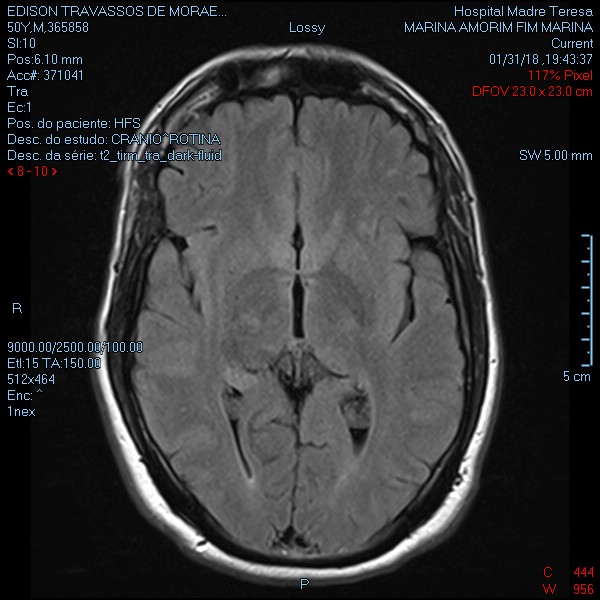 EDISON TRAVASSOS DE MORAE...
50Y,M,365858
Sl:10
Pos:6.10 mm
Acc#: 371041
Tra
Ec:1
Pos. do paciente: HFS
Desc. do estudo: CRANIO^ROTINA
Desc. da série: t2_tirm_tra_dark-fluid
< 8 - 10 >
Lossy
Hospital Madre Teresa
MARINA AMORIM FIM MARINA
Current
01/31/18 ,19:43:37
117% Pixel
DFOV 23.0 x 23.0 cm
SW 5.00 mm
R
9000.00/2500.00/100.00
Etl:15 TA:150.00
512x464
Enc: ^
1nex
5 cm
P
C 444
W 956